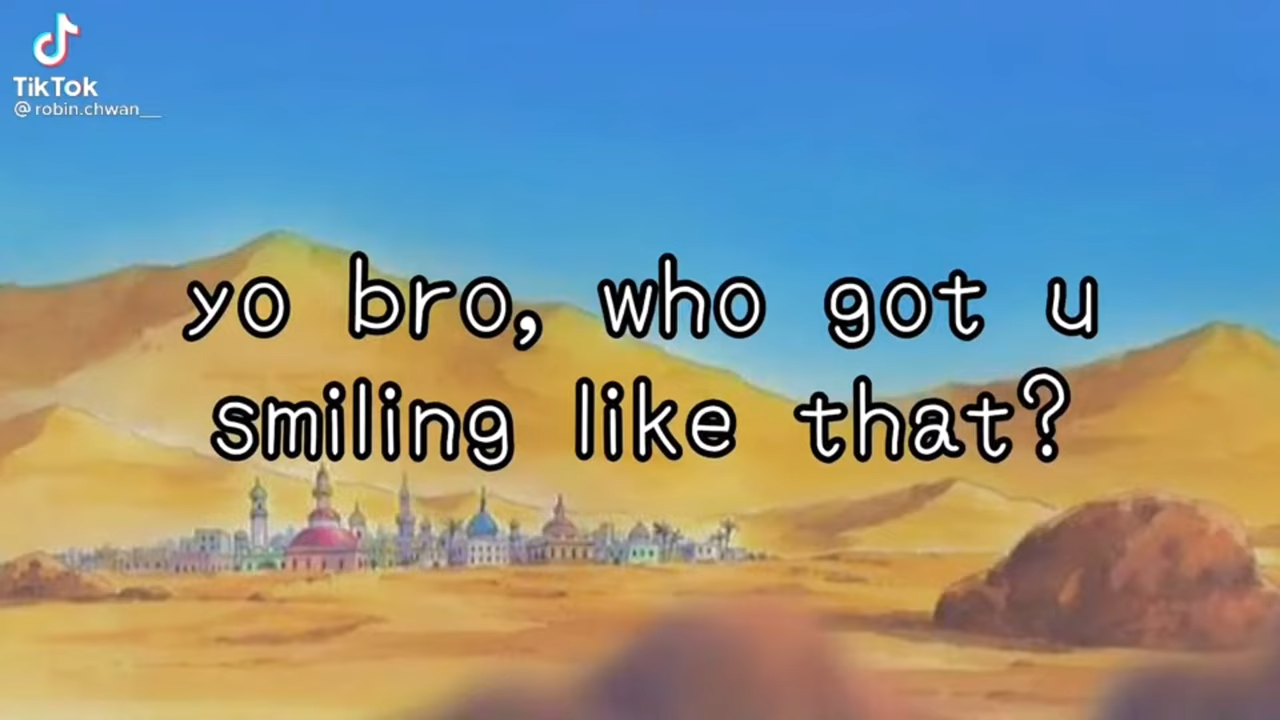 TikTok
@robin.chwan__
yo bro, who got u
smiling like that?